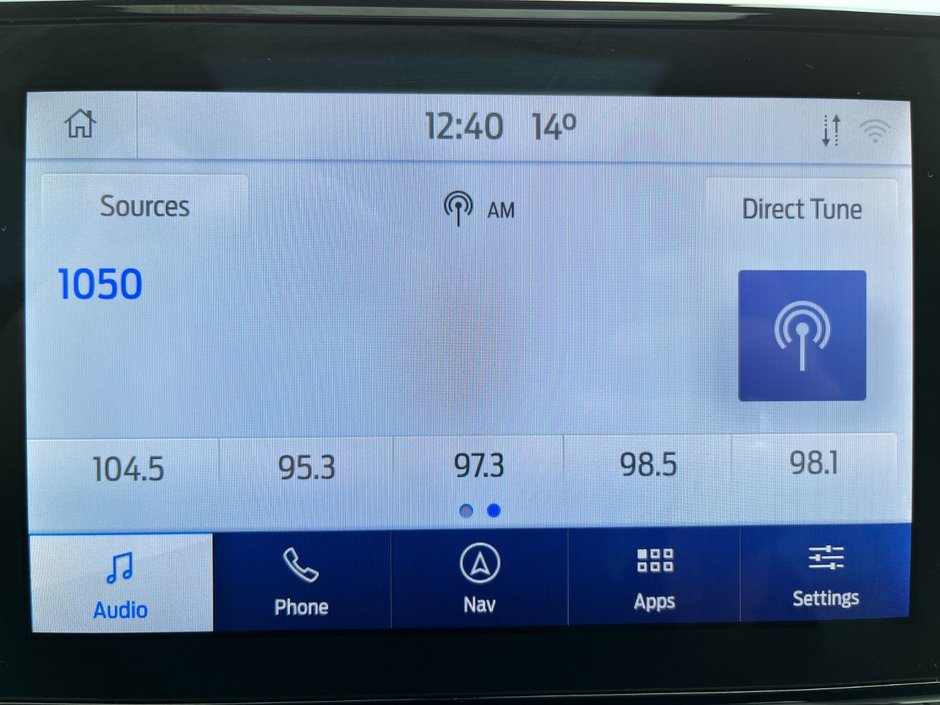 12:40 14º
Sources
AM
Direct Tune
1050
104.5 95.3 97.3 98.5 98.1
Audio Phone Nav Apps Settings